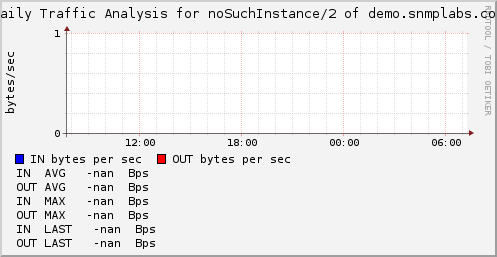 aily Traffic Analysis for noSuchInstance/2 of demo.snmplabs.co
RRDTOOL / TOBI OETIKER
bytes/sec
1
0
12:00 18:00 00:00 06:00
IN bytes per sec OUT bytes per sec
IN AVG -nan Bps
OUT AVG -nan Bps
IN MAX -nan Bps
OUT MAX -nan Bps
IN LAST -nan Bps
OUT LAST -nan Bps